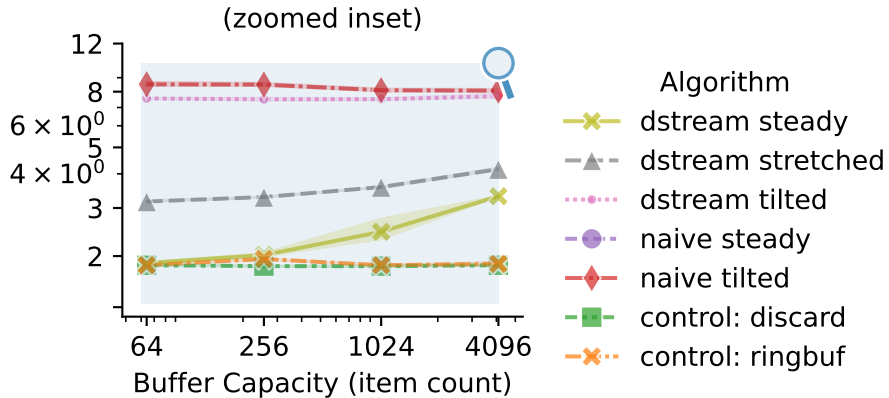 (zoomed inset)
12
8
6 × 10⁰
5
4 × 10⁰
3
2
64 256 1024 4096
Buffer Capacity (item count)
Algorithm
dstream steady
dstream stretched
dstream tilted
naive steady
naive tilted
control: discard
control: ringbuf